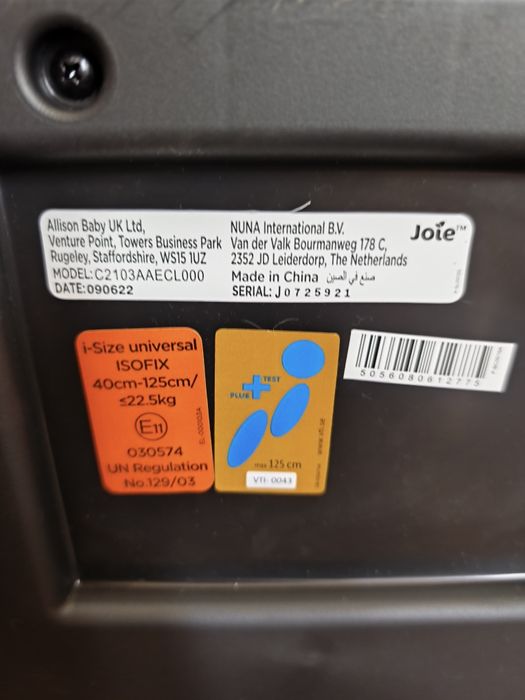 Allison Baby UK Ltd,
Venture Point, Towers Business Park
Rugeley, Staffordshire, WS15 1UZ
MODEL:C2103AAECL000
DATE:090622
NUNA International B.V.
Van der Valk Bourmanweg 178 C,
2352 JD Leiderdorp, The Netherlands
Made in China صنع في الصين
SERIAL: J0725921
Joie™
i-Size universal
ISOFIX
40cm-125cm/
≤22.5kg
E11
030574
UN Regulation
No.129/03
PLUS TEST
max 125 cm
VTI: 0043
5056080612775